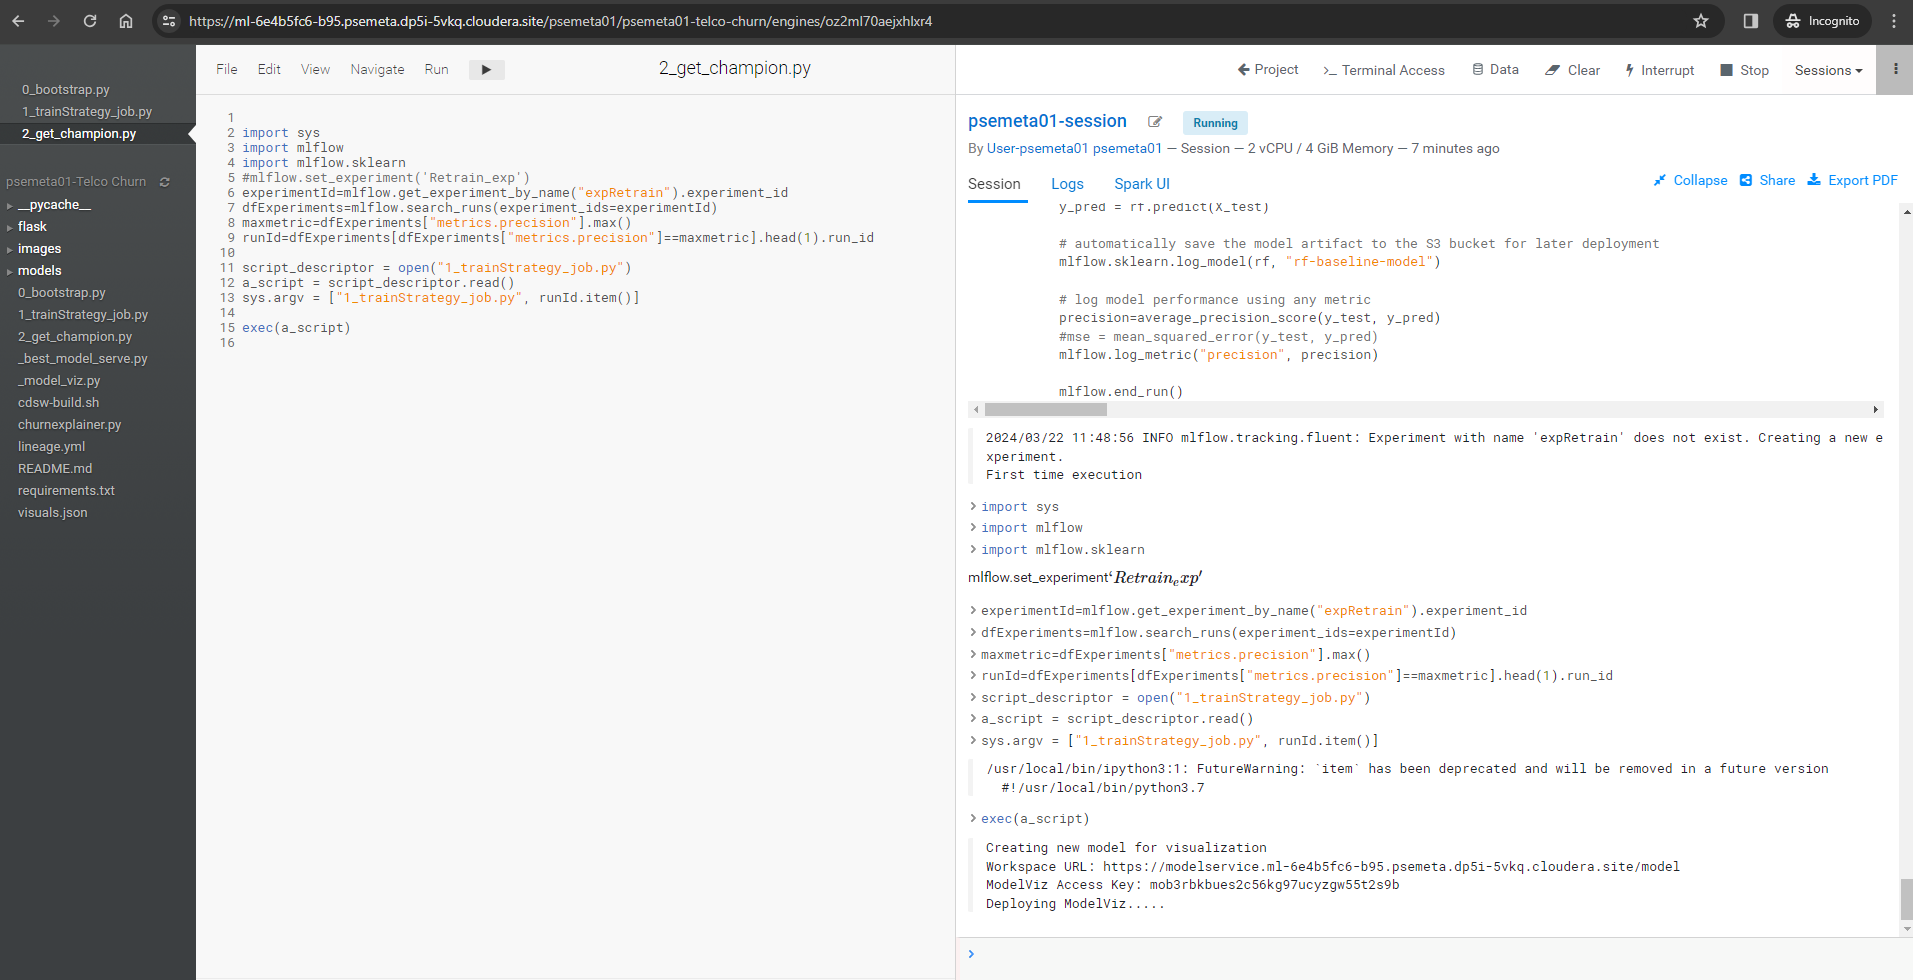 https://ml-6e4b5fc6-b95.psemeta.dp5i-5vkq.cloudera.site/psemeta01/psemeta01-telco-churn/engines/oz2ml70aejxhlxr4
Incognito
0_bootstrap.py
1_trainStrategy_job.py
2_get_champion.py
psemeta01-Telco Churn
__pycache__
flask
images
models
0_bootstrap.py
1_trainStrategy_job.py
2_get_champion.py
_best_model_serve.py
_model_viz.py
cdsw-build.sh
churnexplainer.py
lineage.yml
README.md
requirements.txt
visuals.json
File Edit View Navigate Run 2_get_champion.py
1
2 import sys
3 import mlflow
4 import mlflow.sklearn
5 #mlflow.set_experiment('Retrain_exp')
6 experimentId=mlflow.get_experiment_by_name("expRetrain").experiment_id
7 dfExperiments=mlflow.search_runs(experiment_ids=experimentId)
8 maxmetric=dfExperiments["metrics.precision"].max()
9 runId=dfExperiments[dfExperiments["metrics.precision"]==maxmetric].head(1).run_id
10
11 script_descriptor = open("1_trainStrategy_job.py")
12 a_script = script_descriptor.read()
13 sys.argv = ["1_trainStrategy_job.py", runId.item()]
14
15 exec(a_script)
16
Project >_ Terminal Access Data Clear Interrupt Stop Sessions
psemeta01-session Running
By User-psemeta01 psemeta01 — Session — 2 vCPU / 4 GiB Memory — 7 minutes ago
Session Logs Spark UI Collapse Share Export PDF
y_pred = rf.predict(X_test)
# automatically save the model artifact to the S3 bucket for later deployment
mlflow.sklearn.log_model(rf, "rf-baseline-model")
# log model performance using any metric
precision=average_precision_score(y_test, y_pred)
#mse = mean_squared_error(y_test, y_pred)
mlflow.log_metric("precision", precision)
mlflow.end_run()
2024/03/22 11:48:56 INFO mlflow.tracking.fluent: Experiment with name 'expRetrain' does not exist. Creating a new e
xperiment.
First time execution
> import sys
> import mlflow
> import mlflow.sklearn
mlflow.set_experiment‘Retrain_exp′
> experimentId=mlflow.get_experiment_by_name("expRetrain").experiment_id
> dfExperiments=mlflow.search_runs(experiment_ids=experimentId)
> maxmetric=dfExperiments["metrics.precision"].max()
> runId=dfExperiments[dfExperiments["metrics.precision"]==maxmetric].head(1).run_id
> script_descriptor = open("1_trainStrategy_job.py")
> a_script = script_descriptor.read()
> sys.argv = ["1_trainStrategy_job.py", runId.item()]
/usr/local/bin/ipython3:1: FutureWarning: `item` has been deprecated and will be removed in a future version
#!/usr/local/bin/python3.7
> exec(a_script)
Creating new model for visualization
Workspace URL: https://modelservice.ml-6e4b5fc6-b95.psemeta.dp5i-5vkq.cloudera.site/model
ModelViz Access Key: mob3rbkbues2c56kg97ucyzgw55t2s9b
Deploying ModelViz.....
>